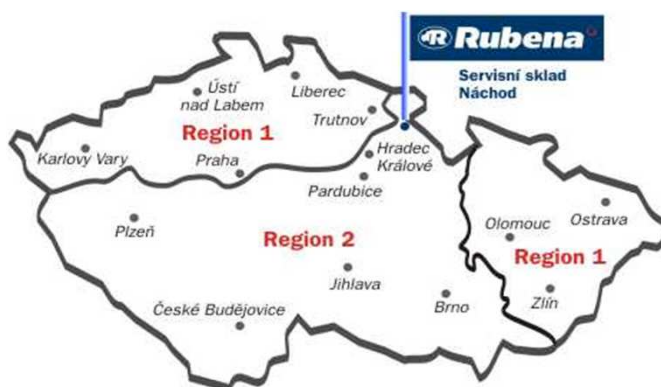 Rubena
Servisní sklad
Náchod
Ústí
nad Labem
Liberec
Trutnov
Region 1
Karlovy Vary
Praha
Hradec
Králové
Pardubice
Plzeň
Region 2
Olomouc
Ostrava
Region 1
Jihlava
Zlín
České Budějovice
Brno